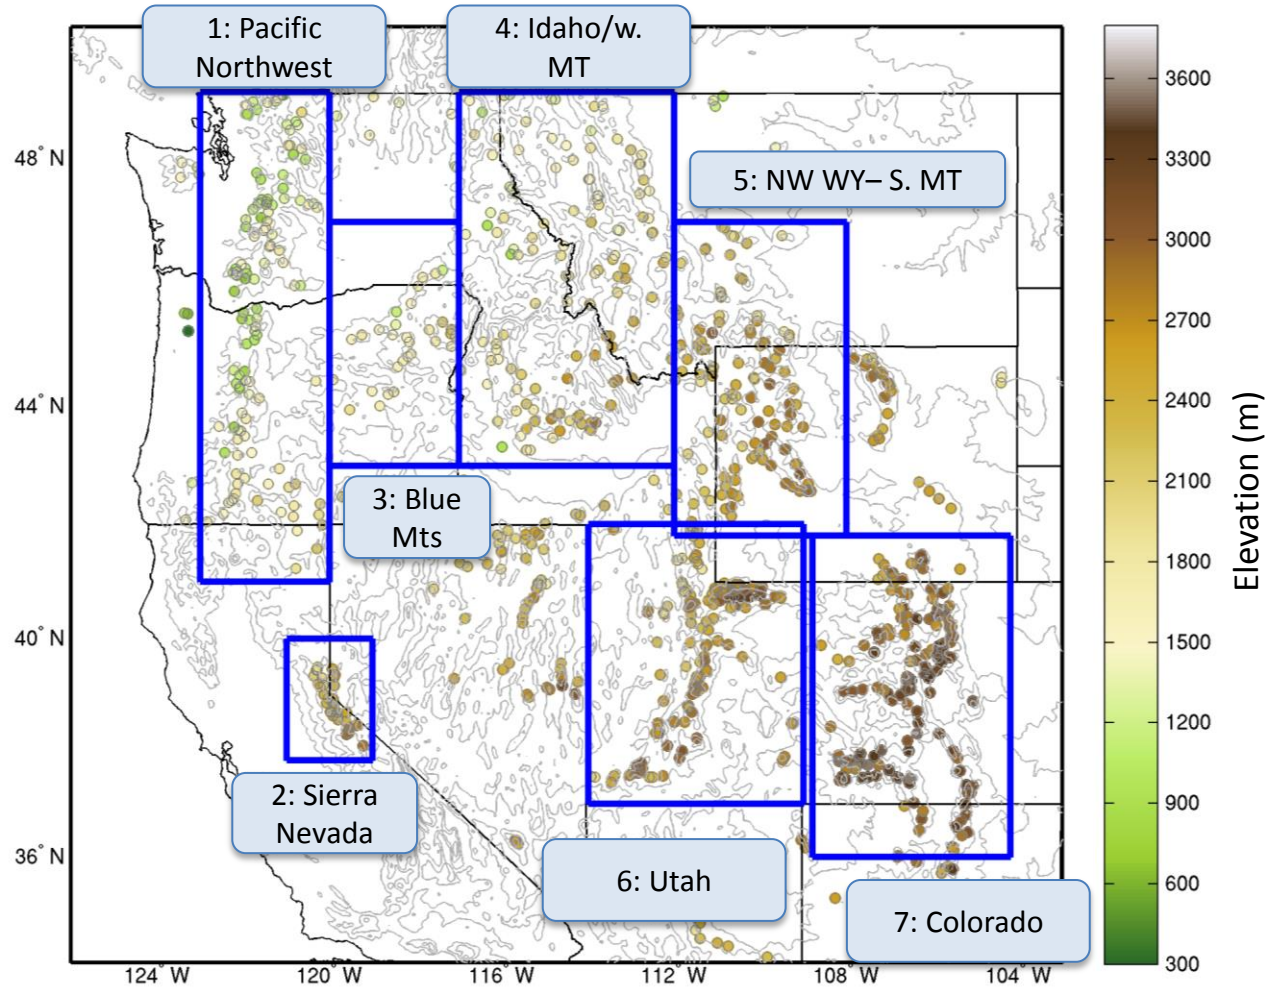 1: Pacific
Northwest
4: Idaho/w.
MT
5: NW WY– S. MT
3: Blue
Mts
2: Sierra
Nevada
6: Utah
7: Colorado
48° N
44° N
40° N
36° N
124° W
120° W
116° W
112° W
108° W
104° W
3600
3300
3000
2700
2400
2100
1800
1500
1200
900
600
300
Elevation (m)